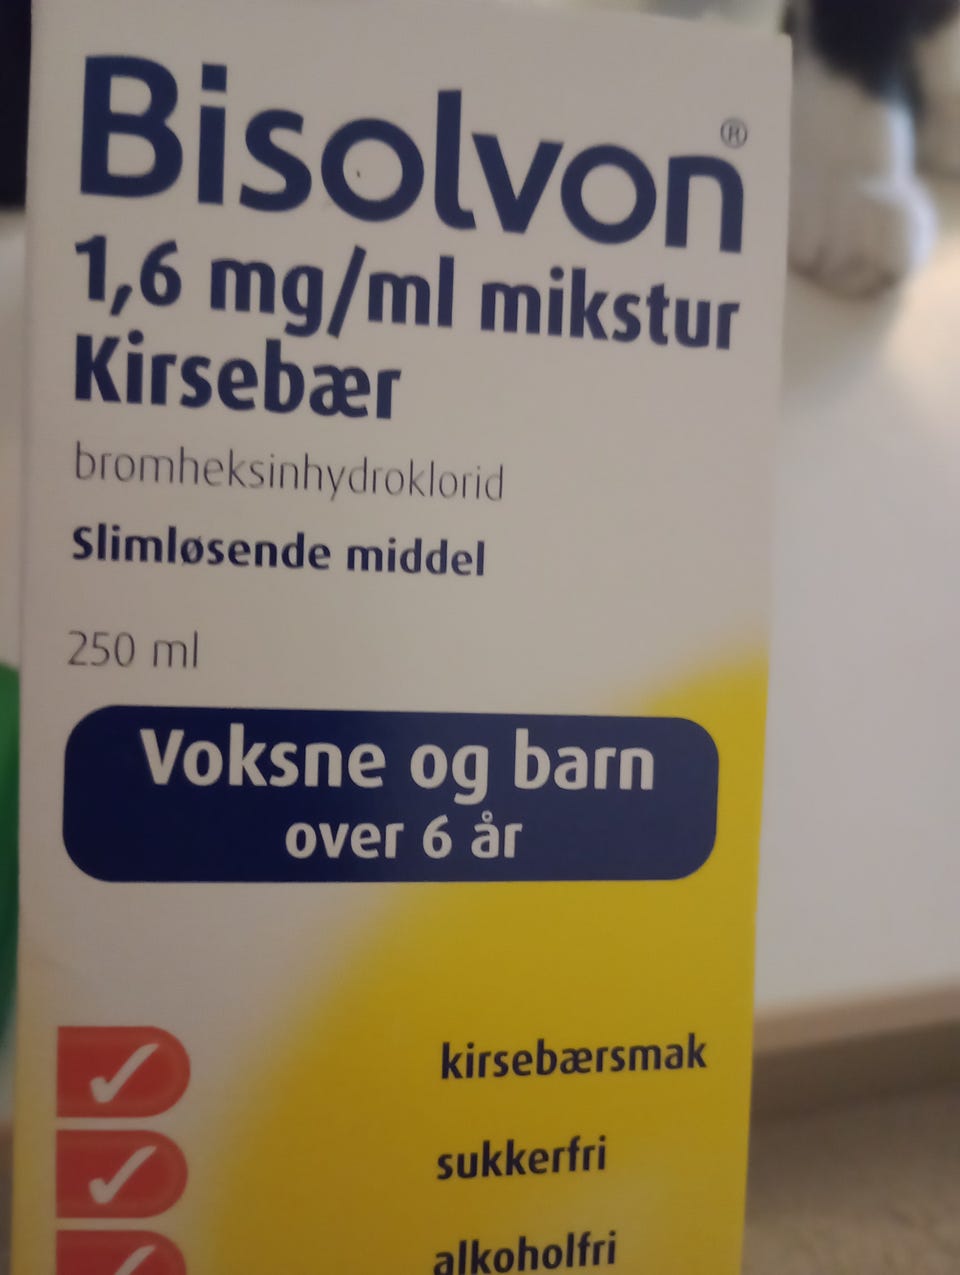 Bisolvon®
1,6 mg/ml mikstur
Kirsebær
bromheksinhydroklorid
Slimløsende middel
250 ml
Voksne og barn
over 6 år
kirsebærsmak
sukkerfri
alkoholfri